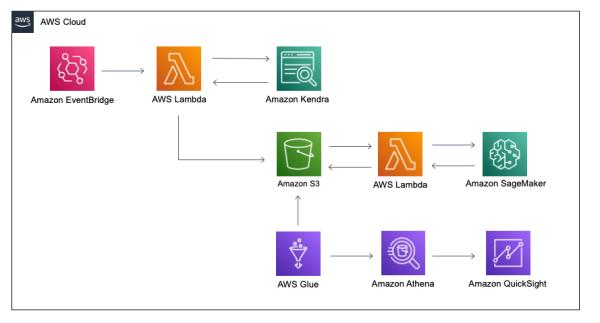 aws
AWS Cloud
Amazon EventBridge
AWS Lambda
Amazon Kendra
Amazon S3
AWS Lambda
Amazon SageMaker
AWS Glue
Amazon Athena
Amazon QuickSight